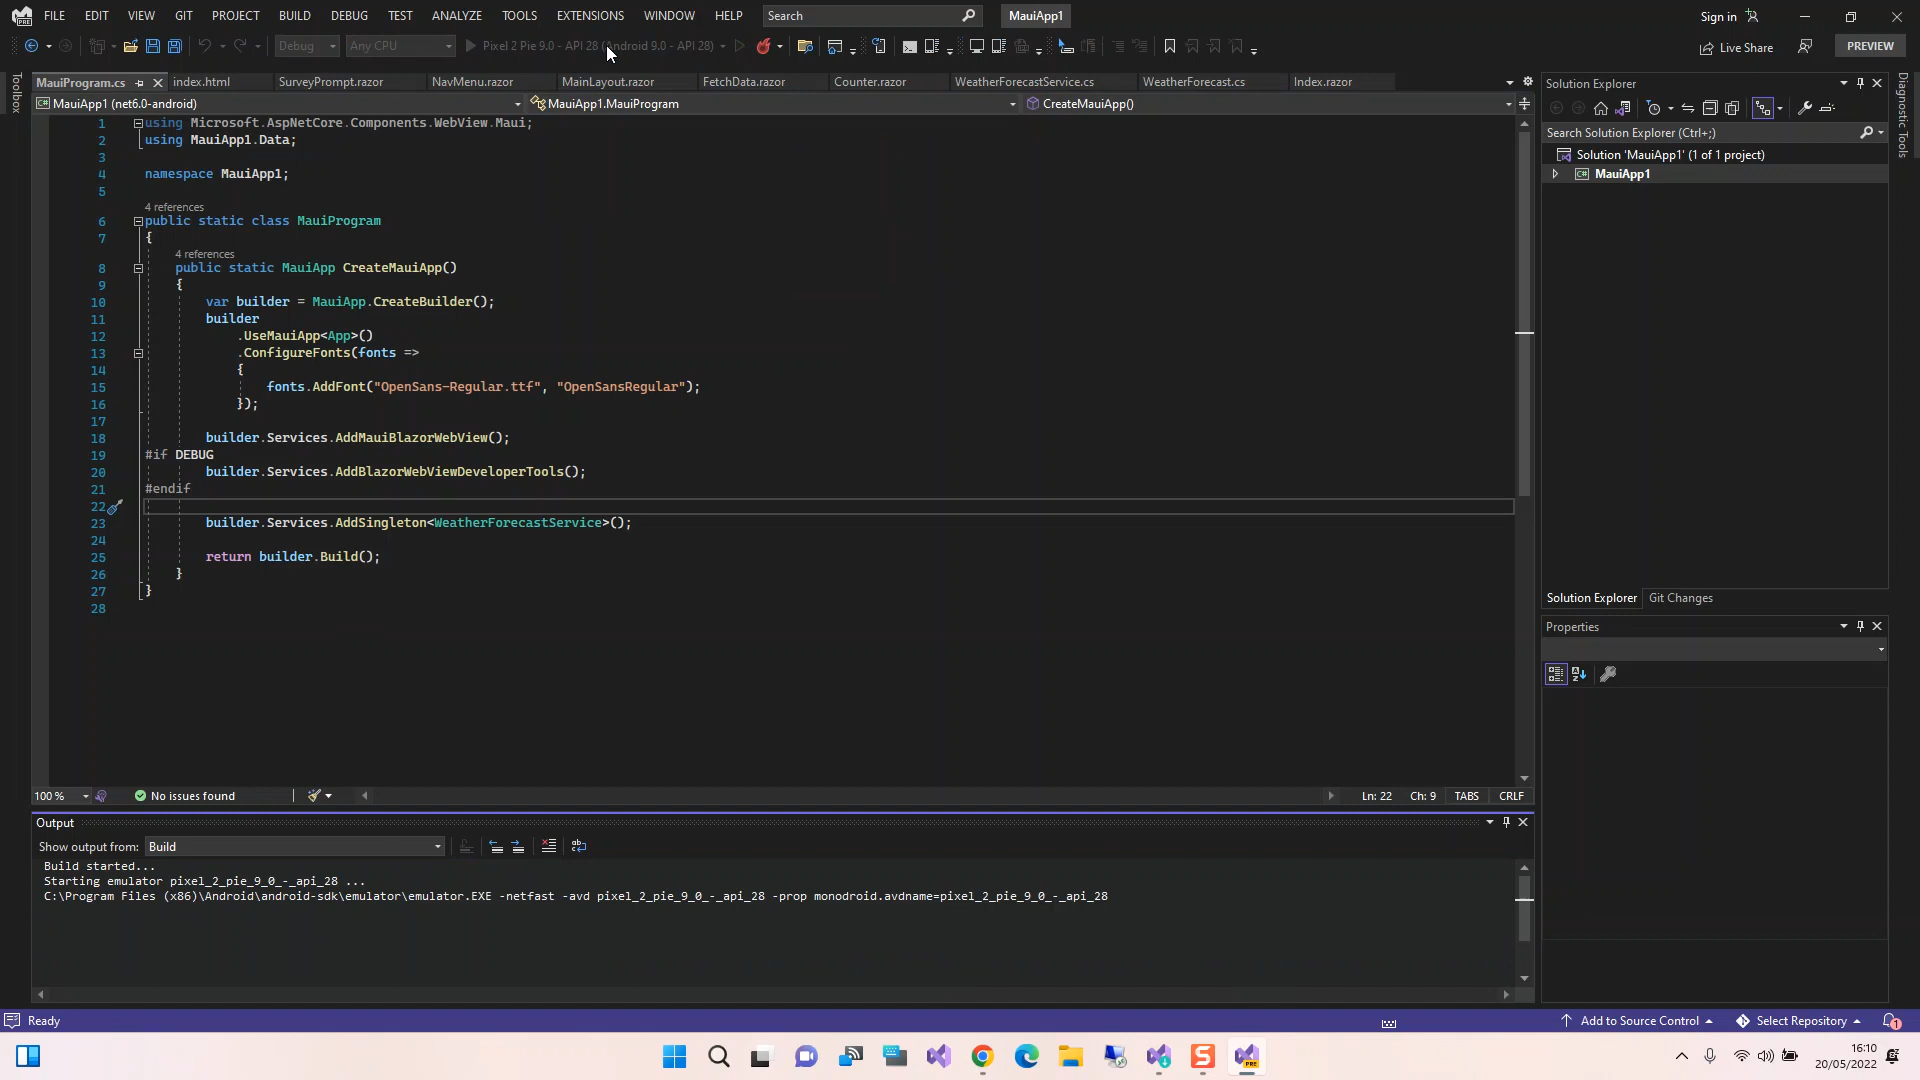 FILE EDIT VIEW GIT PROJECT BUILD DEBUG TEST ANALYZE TOOLS EXTENSIONS WINDOW HELP Search MauiApp1 Sign in
Debug Any CPU Pixel 2 Pie 9.0 - API 28 (Android 9.0 - API 28) Live Share PREVIEW
MauiProgram.cs index.html SurveyPrompt.razor NavMenu.razor MainLayout.razor FetchData.razor Counter.razor WeatherForecastService.cs WeatherForecast.cs Index.razor
MauiApp1 (net6.0-android) MauiApp1.MauiProgram CreateMauiApp()
Toolbox
1 using Microsoft.AspNetCore.Components.WebView.Maui;
2 using MauiApp1.Data;
3
4 namespace MauiApp1;
5
4 references
6 public static class MauiProgram
7 {
4 references
8 public static MauiApp CreateMauiApp()
9 {
10 var builder = MauiApp.CreateBuilder();
11 builder
12 .UseMauiApp<App>()
13 .ConfigureFonts(fonts =>
14 {
15 fonts.AddFont("OpenSans-Regular.ttf", "OpenSansRegular");
16 });
17
18 builder.Services.AddMauiBlazorWebView();
19 #if DEBUG
20 builder.Services.AddBlazorWebViewDeveloperTools();
21 #endif
22
23 builder.Services.AddSingleton<WeatherForecastService>();
24
25 return builder.Build();
26 }
27 }
28
100 % No issues found Ln: 22 Ch: 9 TABS CRLF
Output
Show output from: Build
Build started...
Starting emulator pixel_2_pie_9_0_-_api_28 ...
C:\Program Files (x86)\Android\android-sdk\emulator\emulator.EXE -netfast -avd pixel_2_pie_9_0_-_api_28 -prop monodroid.avdname=pixel_2_pie_9_0_-_api_28
Solution Explorer
Search Solution Explorer (Ctrl+;)
Solution 'MauiApp1' (1 of 1 project)
C# MauiApp1
Solution Explorer Git Changes
Properties
Diagnostic Tools
Ready Add to Source Control Select Repository 1
16:10
20/05/2022